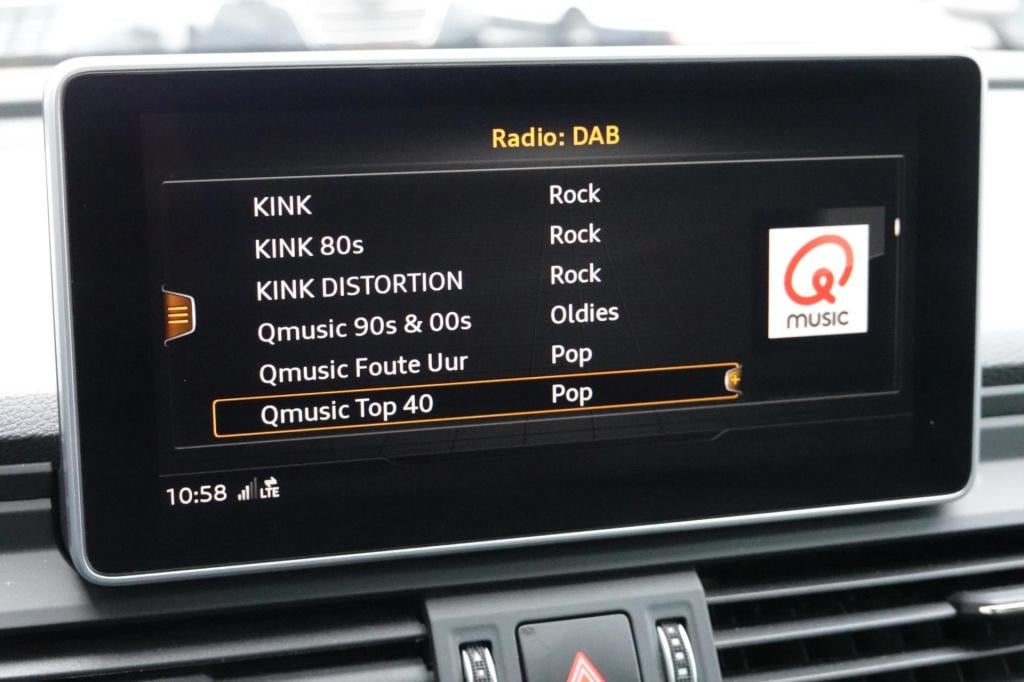 Radio: DAB
KINK Rock
KINK 80s Rock
KINK DISTORTION Rock
Qmusic 90s & 00s Oldies
Qmusic Foute Uur Pop
Qmusic Top 40 Pop
Q
MUSIC
10:58 LTE